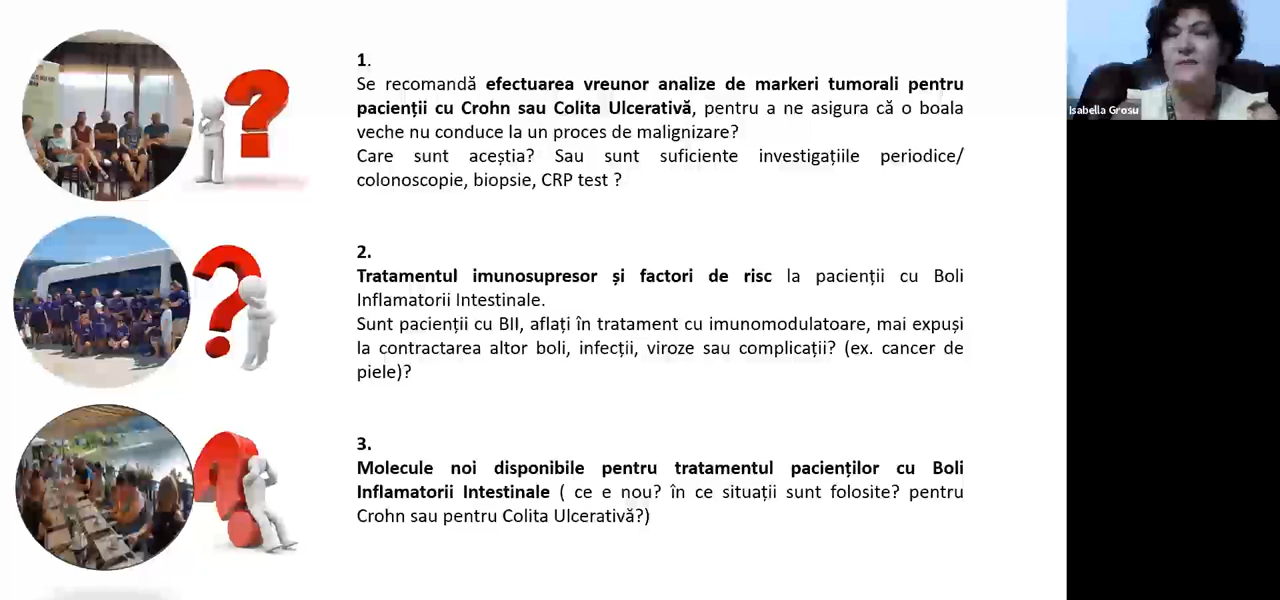 1.
Se recomandă efectuarea vreunor analize de markeri tumorali pentru
pacienții cu Crohn sau Colita Ulcerativă, pentru a ne asigura că o boala
veche nu conduce la un proces de malignizare?
Care sunt aceștia? Sau sunt suficiente investigațiile periodice/
colonoscopie, biopsie, CRP test ?
2.
Tratamentul imunosupresor și factori de risc la pacienții cu Boli
Inflamatorii Intestinale.
Sunt pacienții cu BII, aflați în tratament cu imunomodulatoare, mai expuși
la contractarea altor boli, infecții, viroze sau complicații? (ex. cancer de
piele)?
3.
Molecule noi disponibile pentru tratamentul pacienților cu Boli
Inflamatorii Intestinale ( ce e nou? în ce situații sunt folosite? pentru
Crohn sau pentru Colita Ulcerativă?)
Isabella Grosu